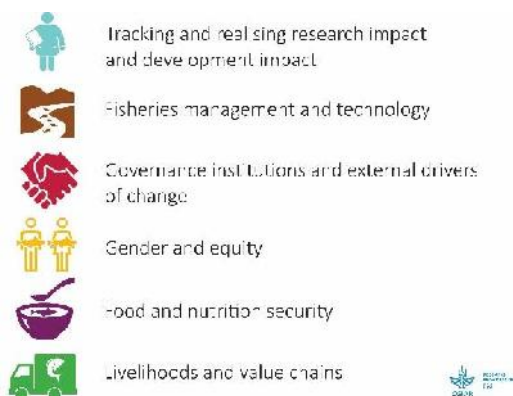 Tracking and realising research impact
and development impact
Fisheries management and technology
Governance institutions and external drivers
of change
Gender and equity
Food and nutrition security
Livelihoods and value chains
CGIAR